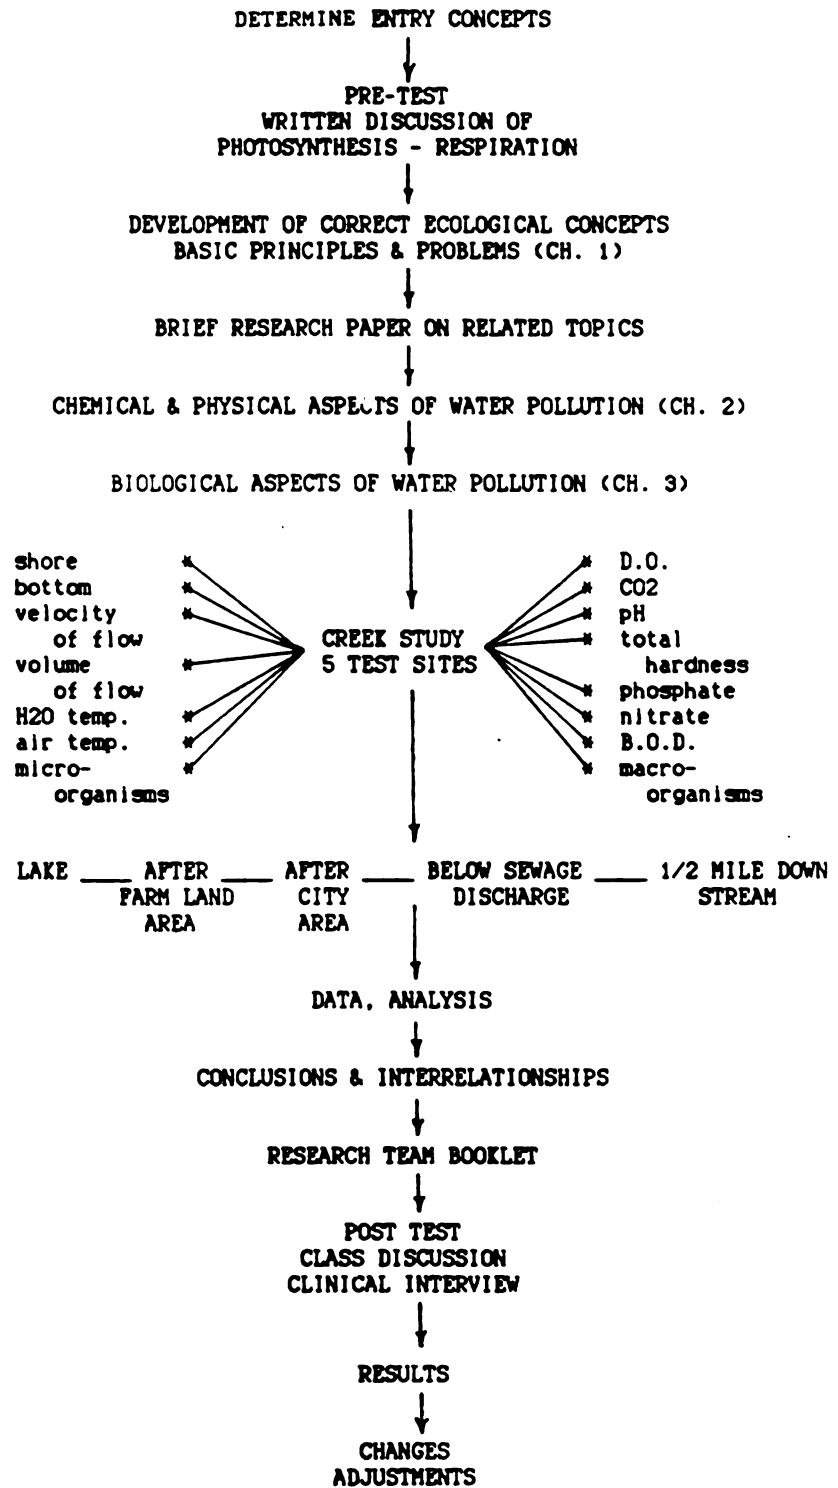 DETERMINE ENTRY CONCEPTS
PRE-TEST
WRITTEN DISCUSSION OF
PHOTOSYNTHESIS - RESPIRATION
DEVELOPMENT OF CORRECT ECOLOGICAL CONCEPTS
BASIC PRINCIPLES & PROBLEMS (CH. 1)
BRIEF RESEARCH PAPER ON RELATED TOPICS
CHEMICAL & PHYSICAL ASPECTS OF WATER POLLUTION (CH. 2)
BIOLOGICAL ASPECTS OF WATER POLLUTION (CH. 3)
shore
bottom
velocity
of flow
volume
of flow
H2O temp.
air temp.
micro-
organisms
CREEK STUDY
5 TEST SITES
D.O.
CO2
pH
total
hardness
phosphate
nitrate
B.O.D.
macro-
organisms
LAKE ____ AFTER ____ AFTER ____ BELOW SEWAGE ____ 1/2 MILE DOWN
FARM LAND CITY DISCHARGE STREAM
AREA AREA
DATA, ANALYSIS
CONCLUSIONS & INTERRELATIONSHIPS
RESEARCH TEAM BOOKLET
POST TEST
CLASS DISCUSSION
CLINICAL INTERVIEW
RESULTS
CHANGES
ADJUSTMENTS